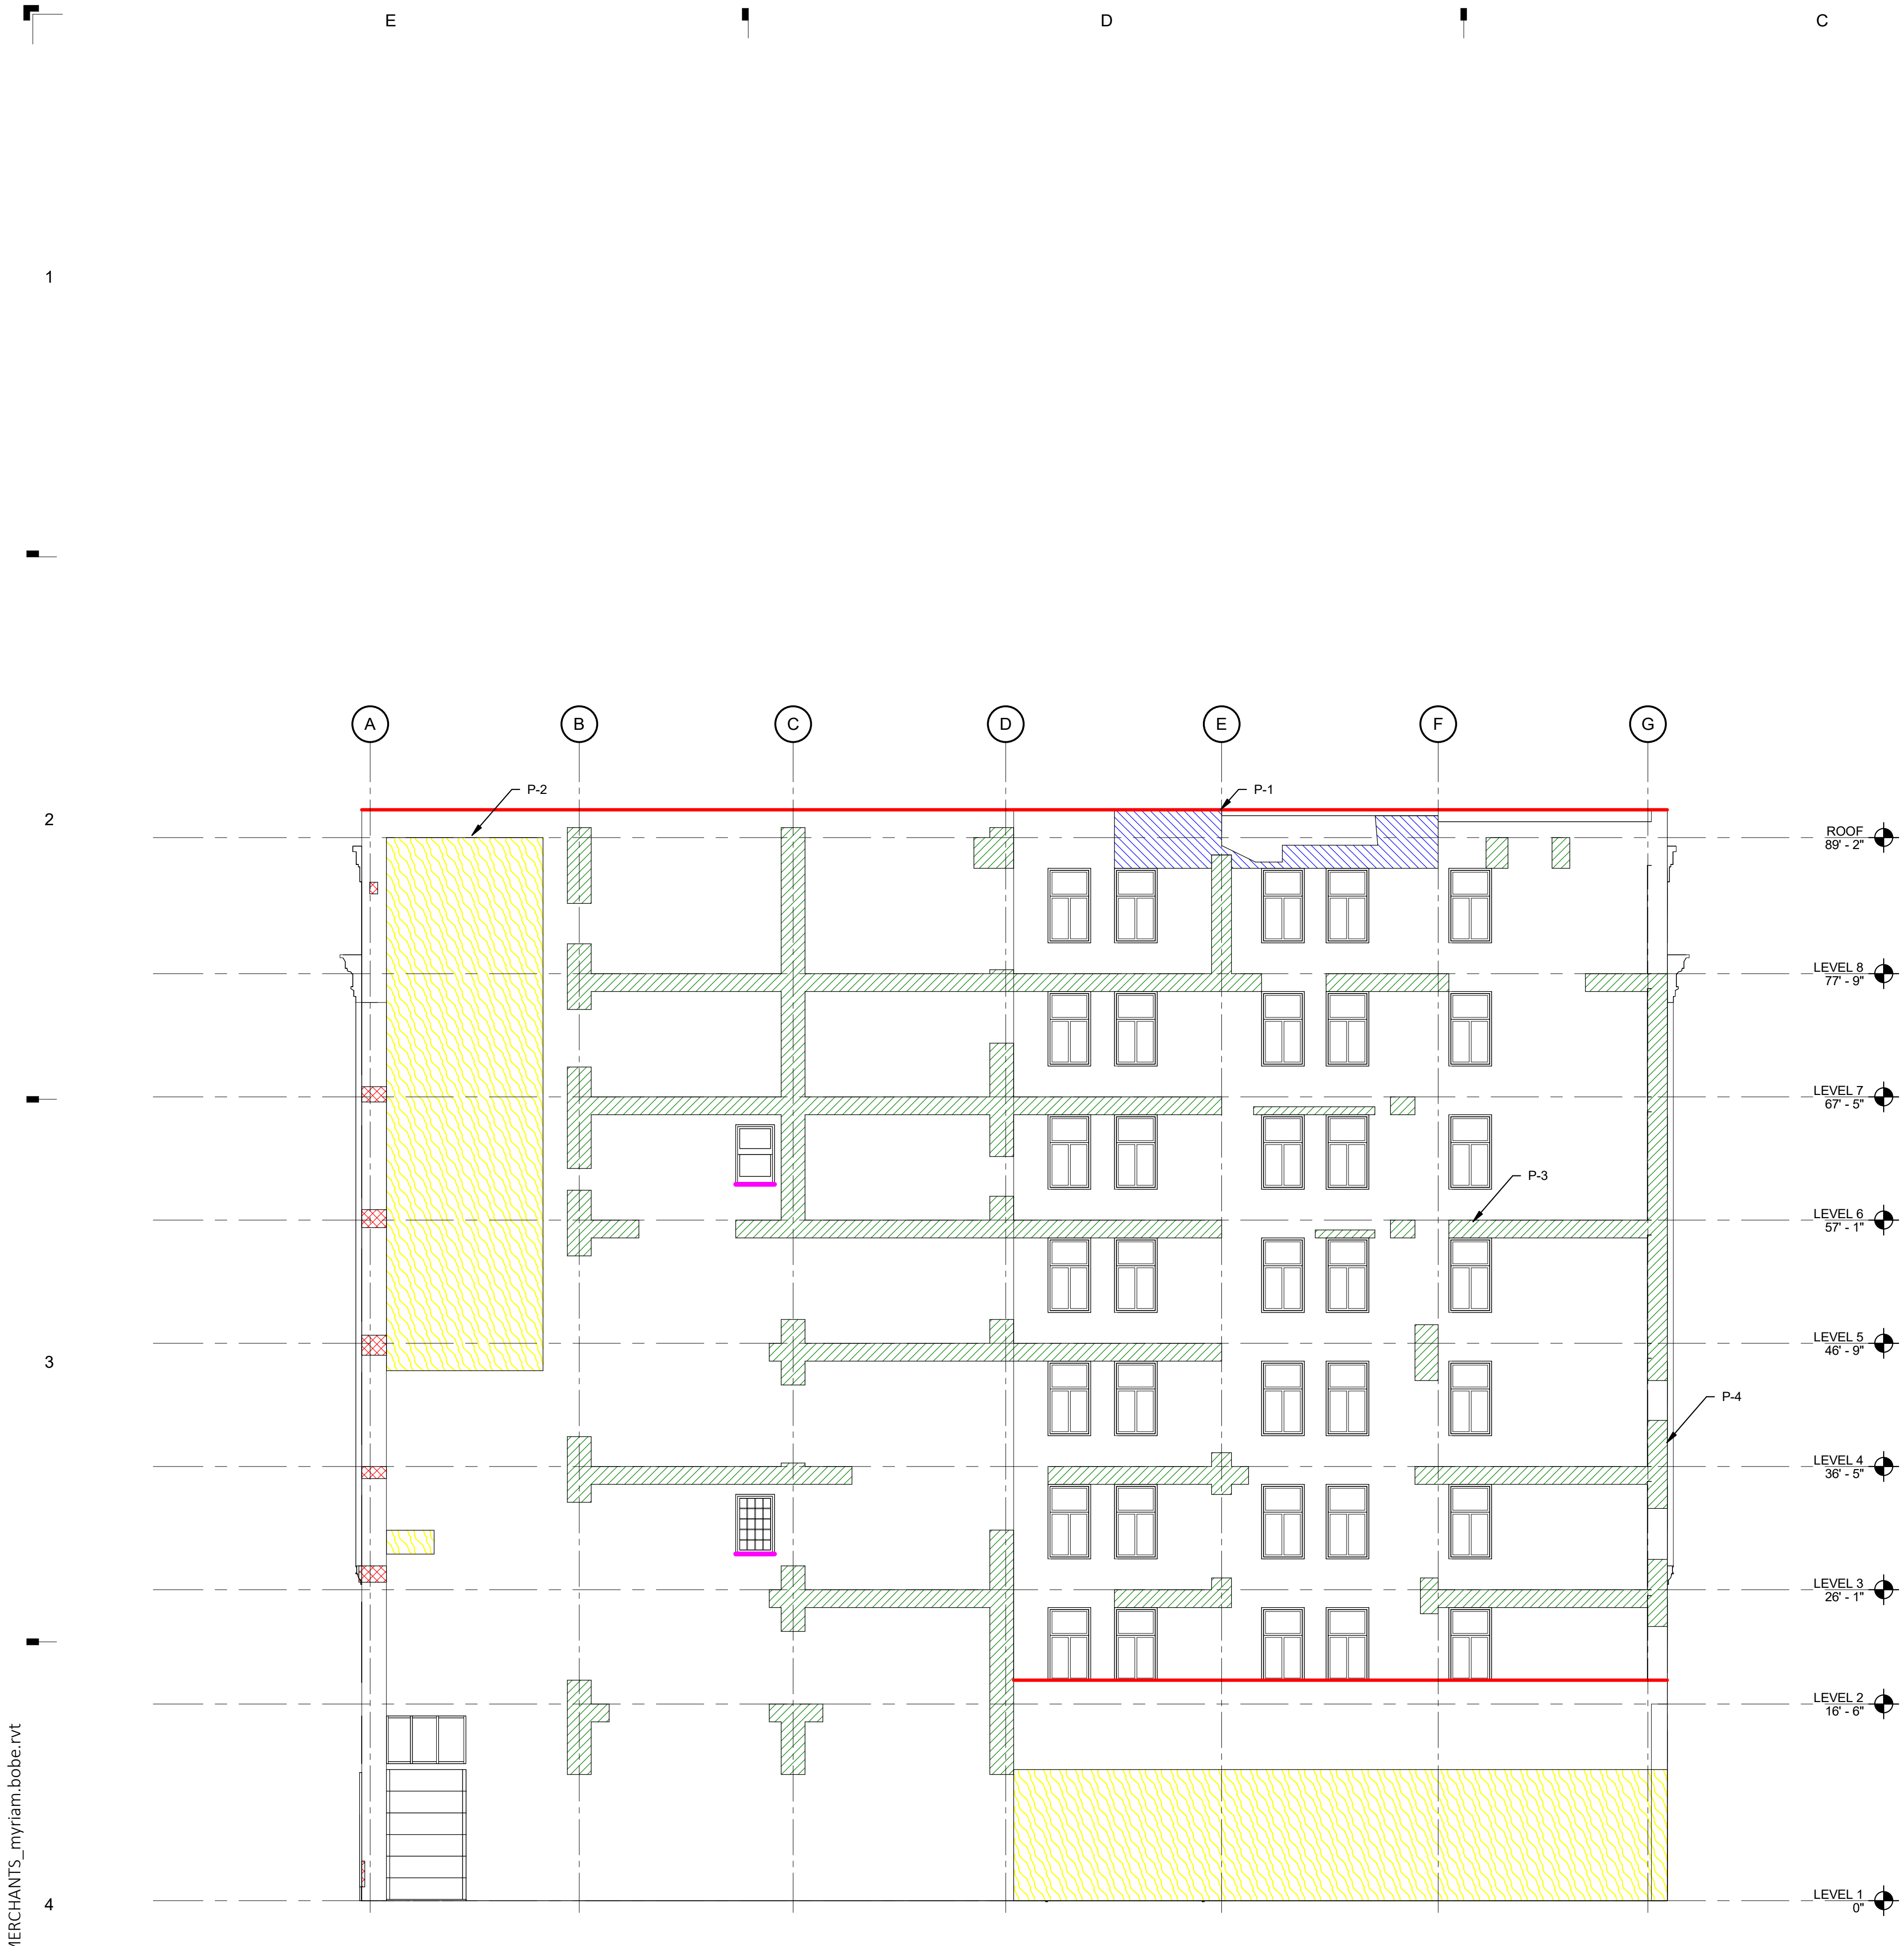 E
D
C
1
A
B
C
D
E
F
G
P-2
P-1
2
ROOF
89' - 2"
LEVEL 8
77' - 9"
LEVEL 7
67' - 5"
P-3
LEVEL 6
57' - 1"
LEVEL 5
46' - 9"
3
P-4
LEVEL 4
36' - 5"
LEVEL 3
26' - 1"
LEVEL 2
16' - 6"
LEVEL 1
0"
4
MERCHANTS_myriam.bobe.rvt